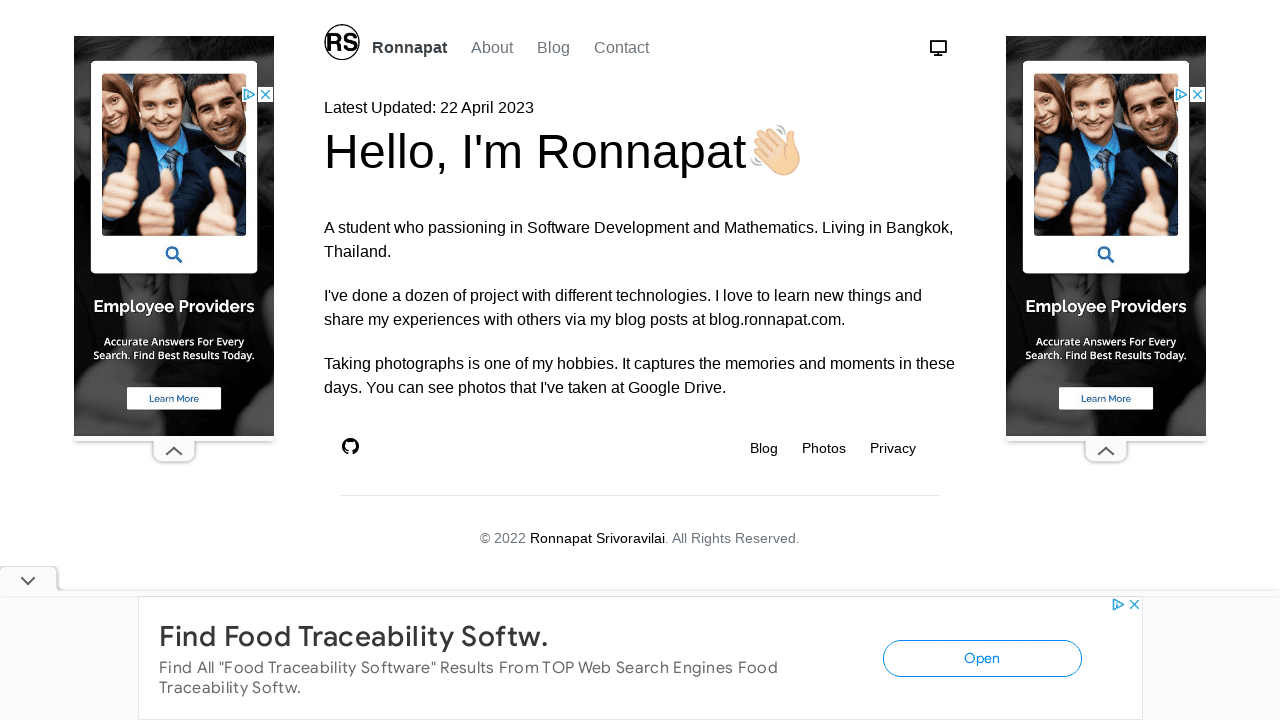 RS
Ronnapat About Blog Contact
Latest Updated: 22 April 2023
Hello, I'm Ronnapat👋🏼
A student who passioning in Software Development and Mathematics. Living in Bangkok,
Thailand.
I've done a dozen of project with different technologies. I love to learn new things and
share my experiences with others via my blog posts at blog.ronnapat.com.
Taking photographs is one of my hobbies. It captures the memories and moments in these
days. You can see photos that I've taken at Google Drive.
Blog Photos Privacy
© 2022 Ronnapat Srivoravilai. All Rights Reserved.
Employee Providers
Accurate Answers For Every
Search. Find Best Results Today.
Learn More
Employee Providers
Accurate Answers For Every
Search. Find Best Results Today.
Learn More
Find Food Traceability Softw.
Find All "Food Traceability Software" Results From TOP Web Search Engines Food
Traceability Softw.
Open